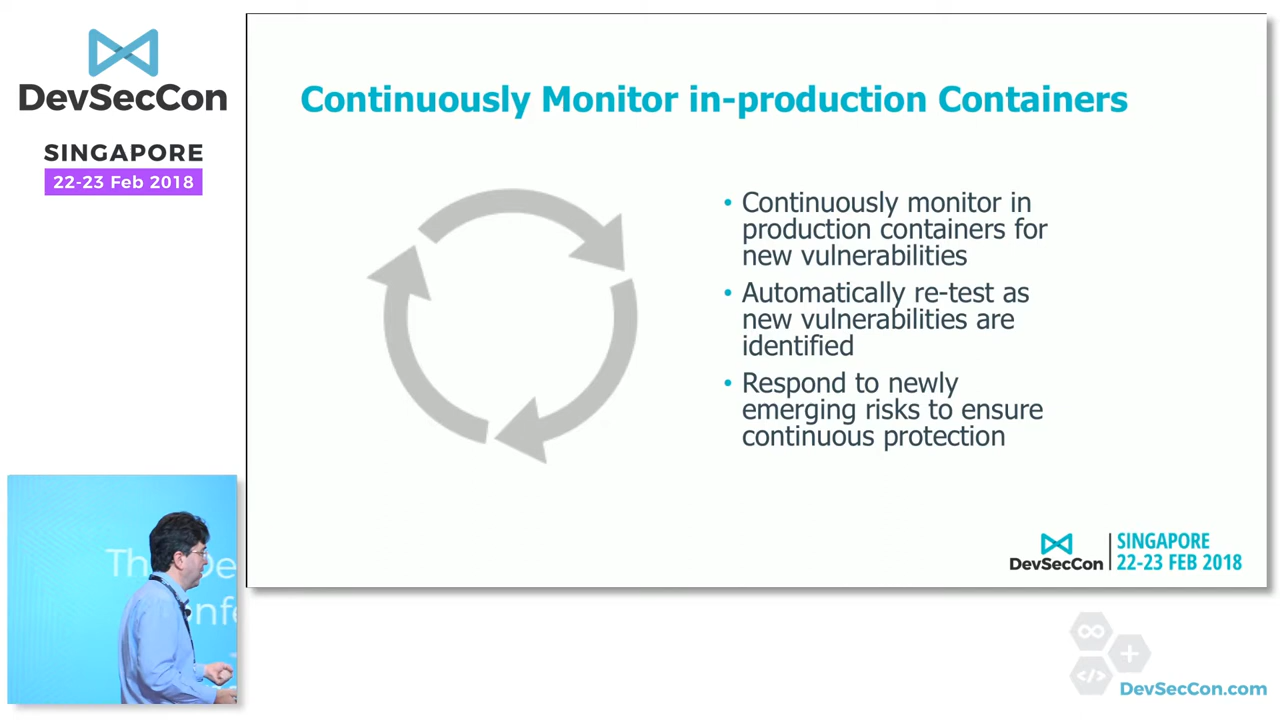 DevSecCon
SINGAPORE
22-23 Feb 2018
Continuously Monitor in-production Containers
• Continuously monitor in
production containers for
new vulnerabilities
• Automatically re-test as
new vulnerabilities are
identified
• Respond to newly
emerging risks to ensure
continuous protection
DevSecCon
SINGAPORE
22-23 FEB 2018
DevSecCon.com